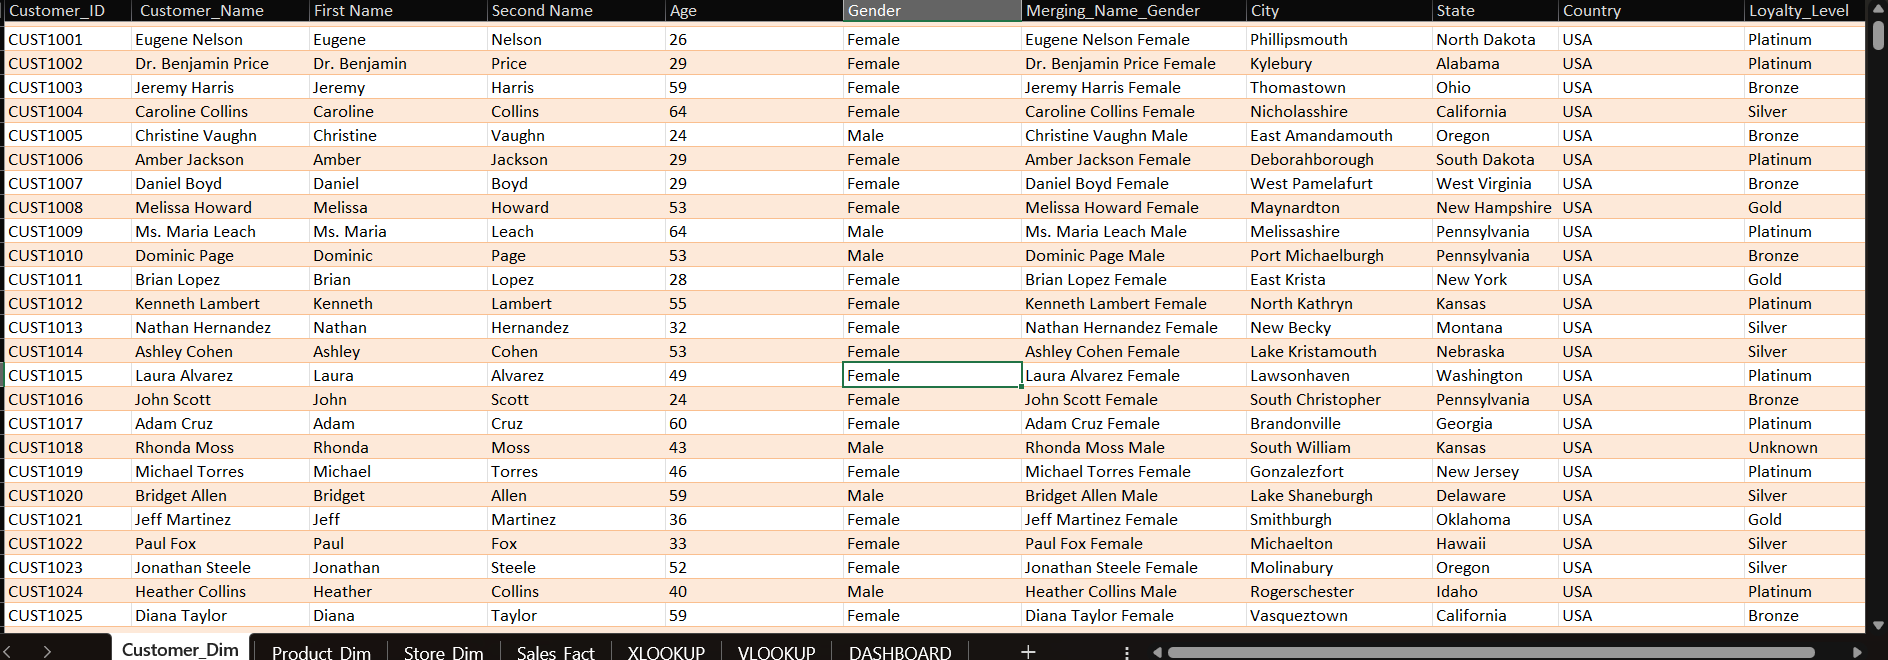 Customer_ID Customer_Name First Name Second Name Age Gender Merging_Name_Gender City State Country Loyalty_Level
CUST1001 Eugene Nelson Eugene Nelson 26 Female Eugene Nelson Female Phillipsmouth North Dakota USA Platinum
CUST1002 Dr. Benjamin Price Dr. Benjamin Price 29 Female Dr. Benjamin Price Female Kylebury Alabama USA Platinum
CUST1003 Jeremy Harris Jeremy Harris 59 Female Jeremy Harris Female Thomastown Ohio USA Bronze
CUST1004 Caroline Collins Caroline Collins 64 Female Caroline Collins Female Nicholasshire California USA Silver
CUST1005 Christine Vaughn Christine Vaughn 24 Male Christine Vaughn Male East Amandamouth Oregon USA Bronze
CUST1006 Amber Jackson Amber Jackson 29 Female Amber Jackson Female Deborahborough South Dakota USA Platinum
CUST1007 Daniel Boyd Daniel Boyd 29 Female Daniel Boyd Female West Pamelafurt West Virginia USA Bronze
CUST1008 Melissa Howard Melissa Howard 53 Female Melissa Howard Female Maynardton New Hampshire USA Gold
CUST1009 Ms. Maria Leach Ms. Maria Leach 64 Male Ms. Maria Leach Male Melissashire Pennsylvania USA Platinum
CUST1010 Dominic Page Dominic Page 53 Male Dominic Page Male Port Michaelburgh Pennsylvania USA Bronze
CUST1011 Brian Lopez Brian Lopez 28 Female Brian Lopez Female East Krista New York USA Gold
CUST1012 Kenneth Lambert Kenneth Lambert 55 Female Kenneth Lambert Female North Kathryn Kansas USA Platinum
CUST1013 Nathan Hernandez Nathan Hernandez 32 Female Nathan Hernandez Female New Becky Montana USA Silver
CUST1014 Ashley Cohen Ashley Cohen 53 Female Ashley Cohen Female Lake Kristamouth Nebraska USA Silver
CUST1015 Laura Alvarez Laura Alvarez 49 Female Laura Alvarez Female Lawsonhaven Washington USA Platinum
CUST1016 John Scott John Scott 24 Female John Scott Female South Christopher Pennsylvania USA Bronze
CUST1017 Adam Cruz Adam Cruz 60 Female Adam Cruz Female Brandonville Georgia USA Platinum
CUST1018 Rhonda Moss Rhonda Moss 43 Male Rhonda Moss Male South William Kansas USA Unknown
CUST1019 Michael Torres Michael Torres 46 Female Michael Torres Female Gonzalezfort New Jersey USA Platinum
CUST1020 Bridget Allen Bridget Allen 59 Male Bridget Allen Male Lake Shaneburgh Delaware USA Silver
CUST1021 Jeff Martinez Jeff Martinez 36 Female Jeff Martinez Female Smithburgh Oklahoma USA Gold
CUST1022 Paul Fox Paul Fox 33 Female Paul Fox Female Michaelton Hawaii USA Silver
CUST1023 Jonathan Steele Jonathan Steele 52 Female Jonathan Steele Female Molinabury Oregon USA Silver
CUST1024 Heather Collins Heather Collins 40 Male Heather Collins Male Rogerschester Idaho USA Platinum
CUST1025 Diana Taylor Diana Taylor 59 Female Diana Taylor Female Vasqueztown California USA Bronze
Customer_Dim Product_Dim Store_Dim Sales_Fact XLOOKUP VLOOKUP DASHBOARD